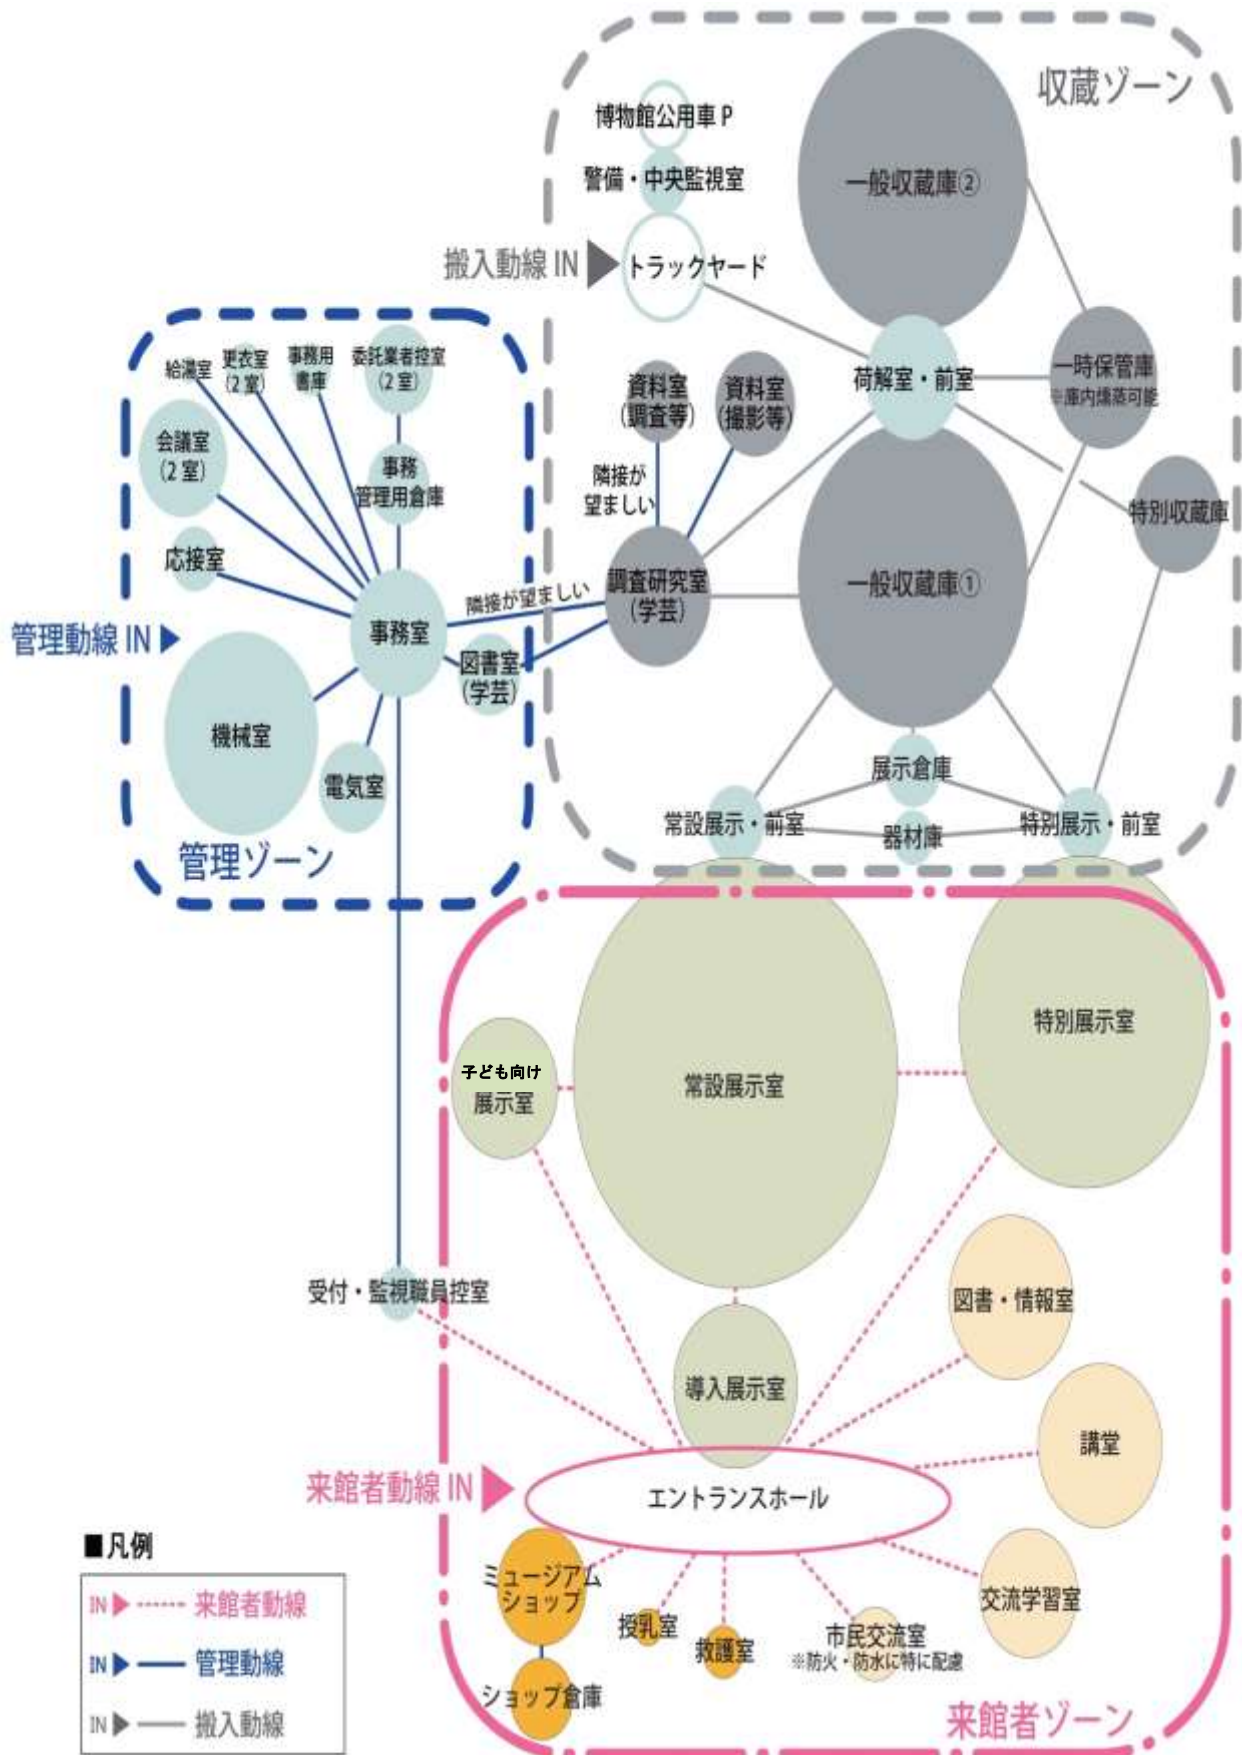 収蔵ゾーン
博物館公用車 P
警備・中央監視室
搬入動線 IN
トラックヤード
一般収蔵庫②
荷解室・前室
一時保管庫
※庫内燻蒸可能
特別収蔵庫
資料室
(調査等)
資料室
(撮影等)
隣接が
望ましい
調査研究室
(学芸)
一般収蔵庫①
展示倉庫
常設展示・前室
器材庫
特別展示・前室
給湯室
更衣室
(2室)
事務用
書庫
委託業者控室
(2室)
会議室
(2室)
事務
管理用倉庫
応接室
管理動線 IN
事務室
隣接が望ましい
図書室
(学芸)
機械室
電気室
管理ゾーン
子ども向け
展示室
常設展示室
特別展示室
受付・監視職員控室
図書・情報室
導入展示室
講堂
来館者動線 IN
エントランスホール
ミュージアム
ショップ
授乳室
救護室
市民交流室
※防火・防水に特に配慮
交流学習室
ショップ倉庫
来館者ゾーン
■凡例
IN 来館者動線
IN 管理動線
IN 搬入動線